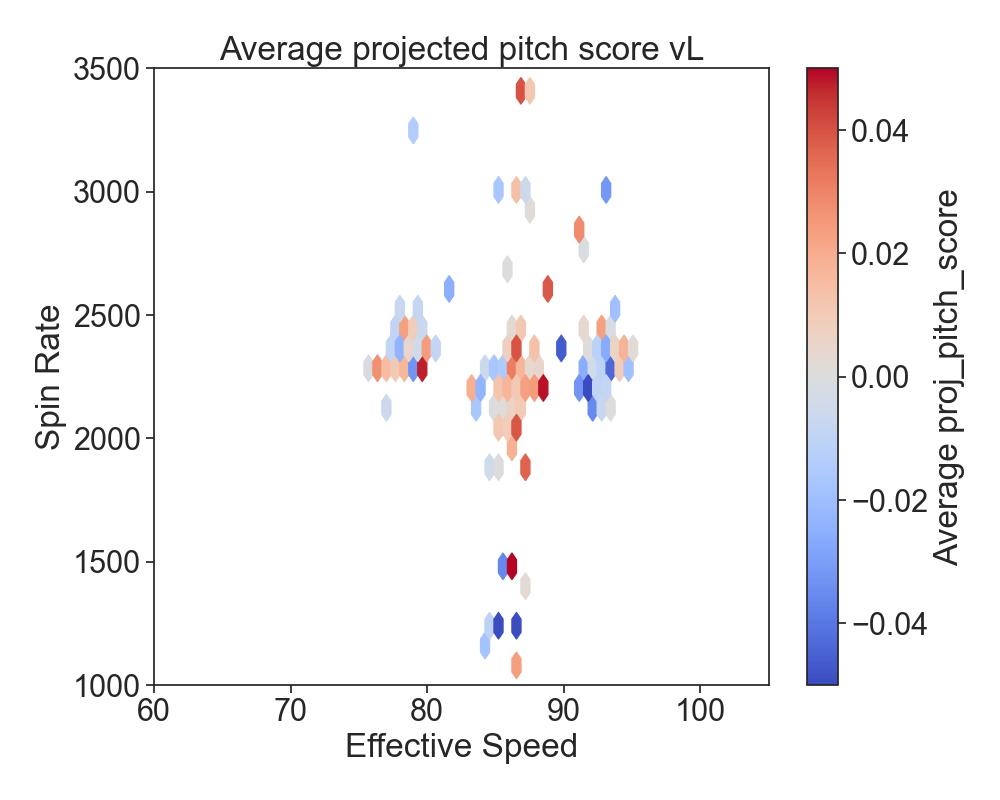 Average projected pitch score vL
3500
3000
2500
2000
1500
1000
Spin Rate
60 70 80 90 100
Effective Speed
0.04
0.02
0.00
−0.02
−0.04
Average proj_pitch_score